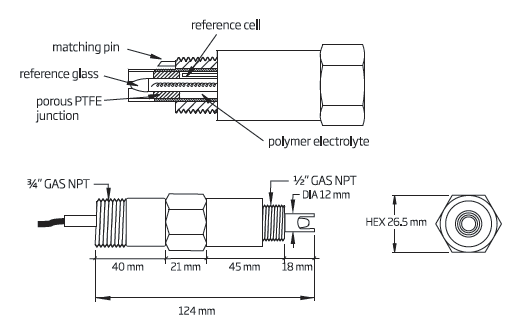 reference cell
matching pin
reference glass
porous PTFE
junction
polymer electrolyte
¾" GAS NPT
½" GAS NPT
DIA 12 mm
HEX 26.5 mm
40 mm
21 mm
45 mm
18 mm
124 mm